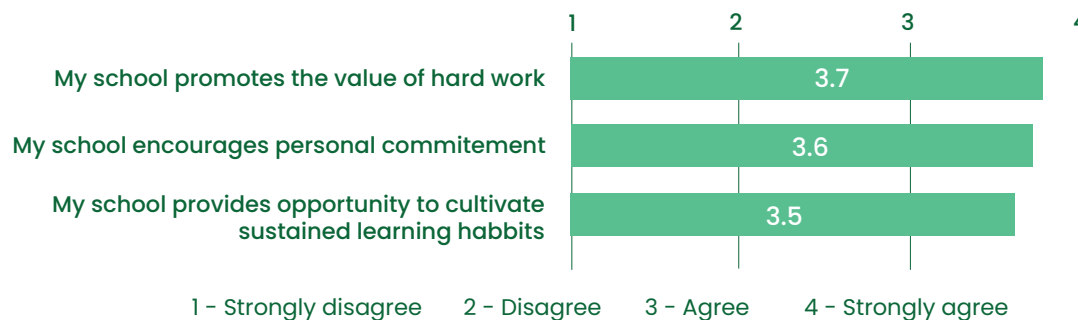 1 2 3 4
My school promotes the value of hard work 3.7
My school encourages personal commitement 3.6
My school provides opportunity to cultivate
sustained learning habbits 3.5
1 - Strongly disagree 2 - Disagree 3 - Agree 4 - Strongly agree